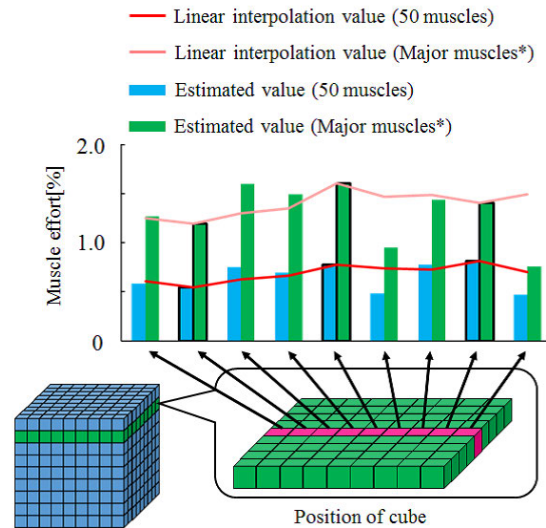 Linear interpolation value (50 muscles)
Linear interpolation value (Major muscles*)
Estimated value (50 muscles)
Estimated value (Major muscles*)
2.0
1.0
0
Muscle effort[%]
Position of cube